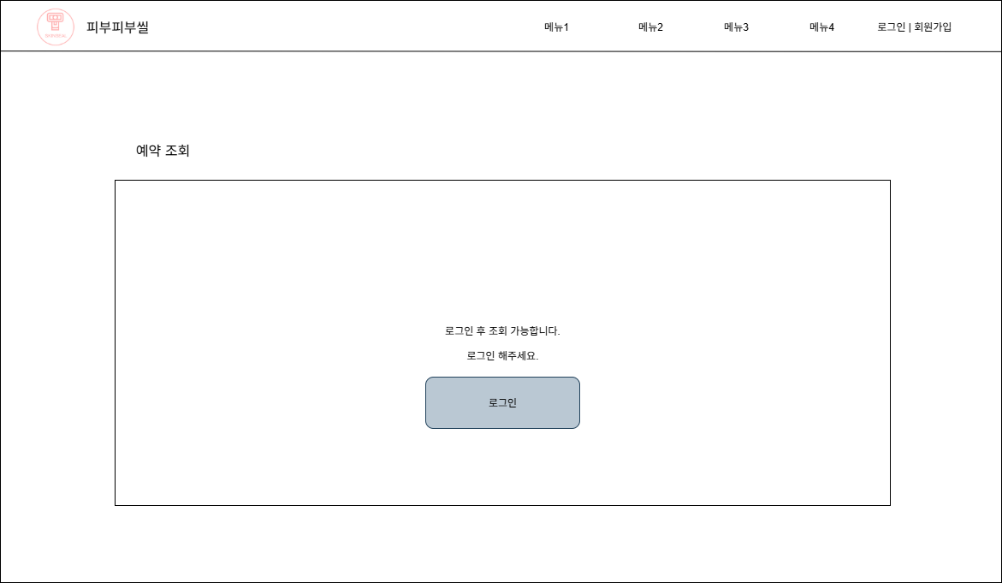 피부피부씰
메뉴1
메뉴2
메뉴3
메뉴4
로그인 | 회원가입
예약 조회
로그인 후 조회 가능합니다.
로그인 해주세요.
로그인